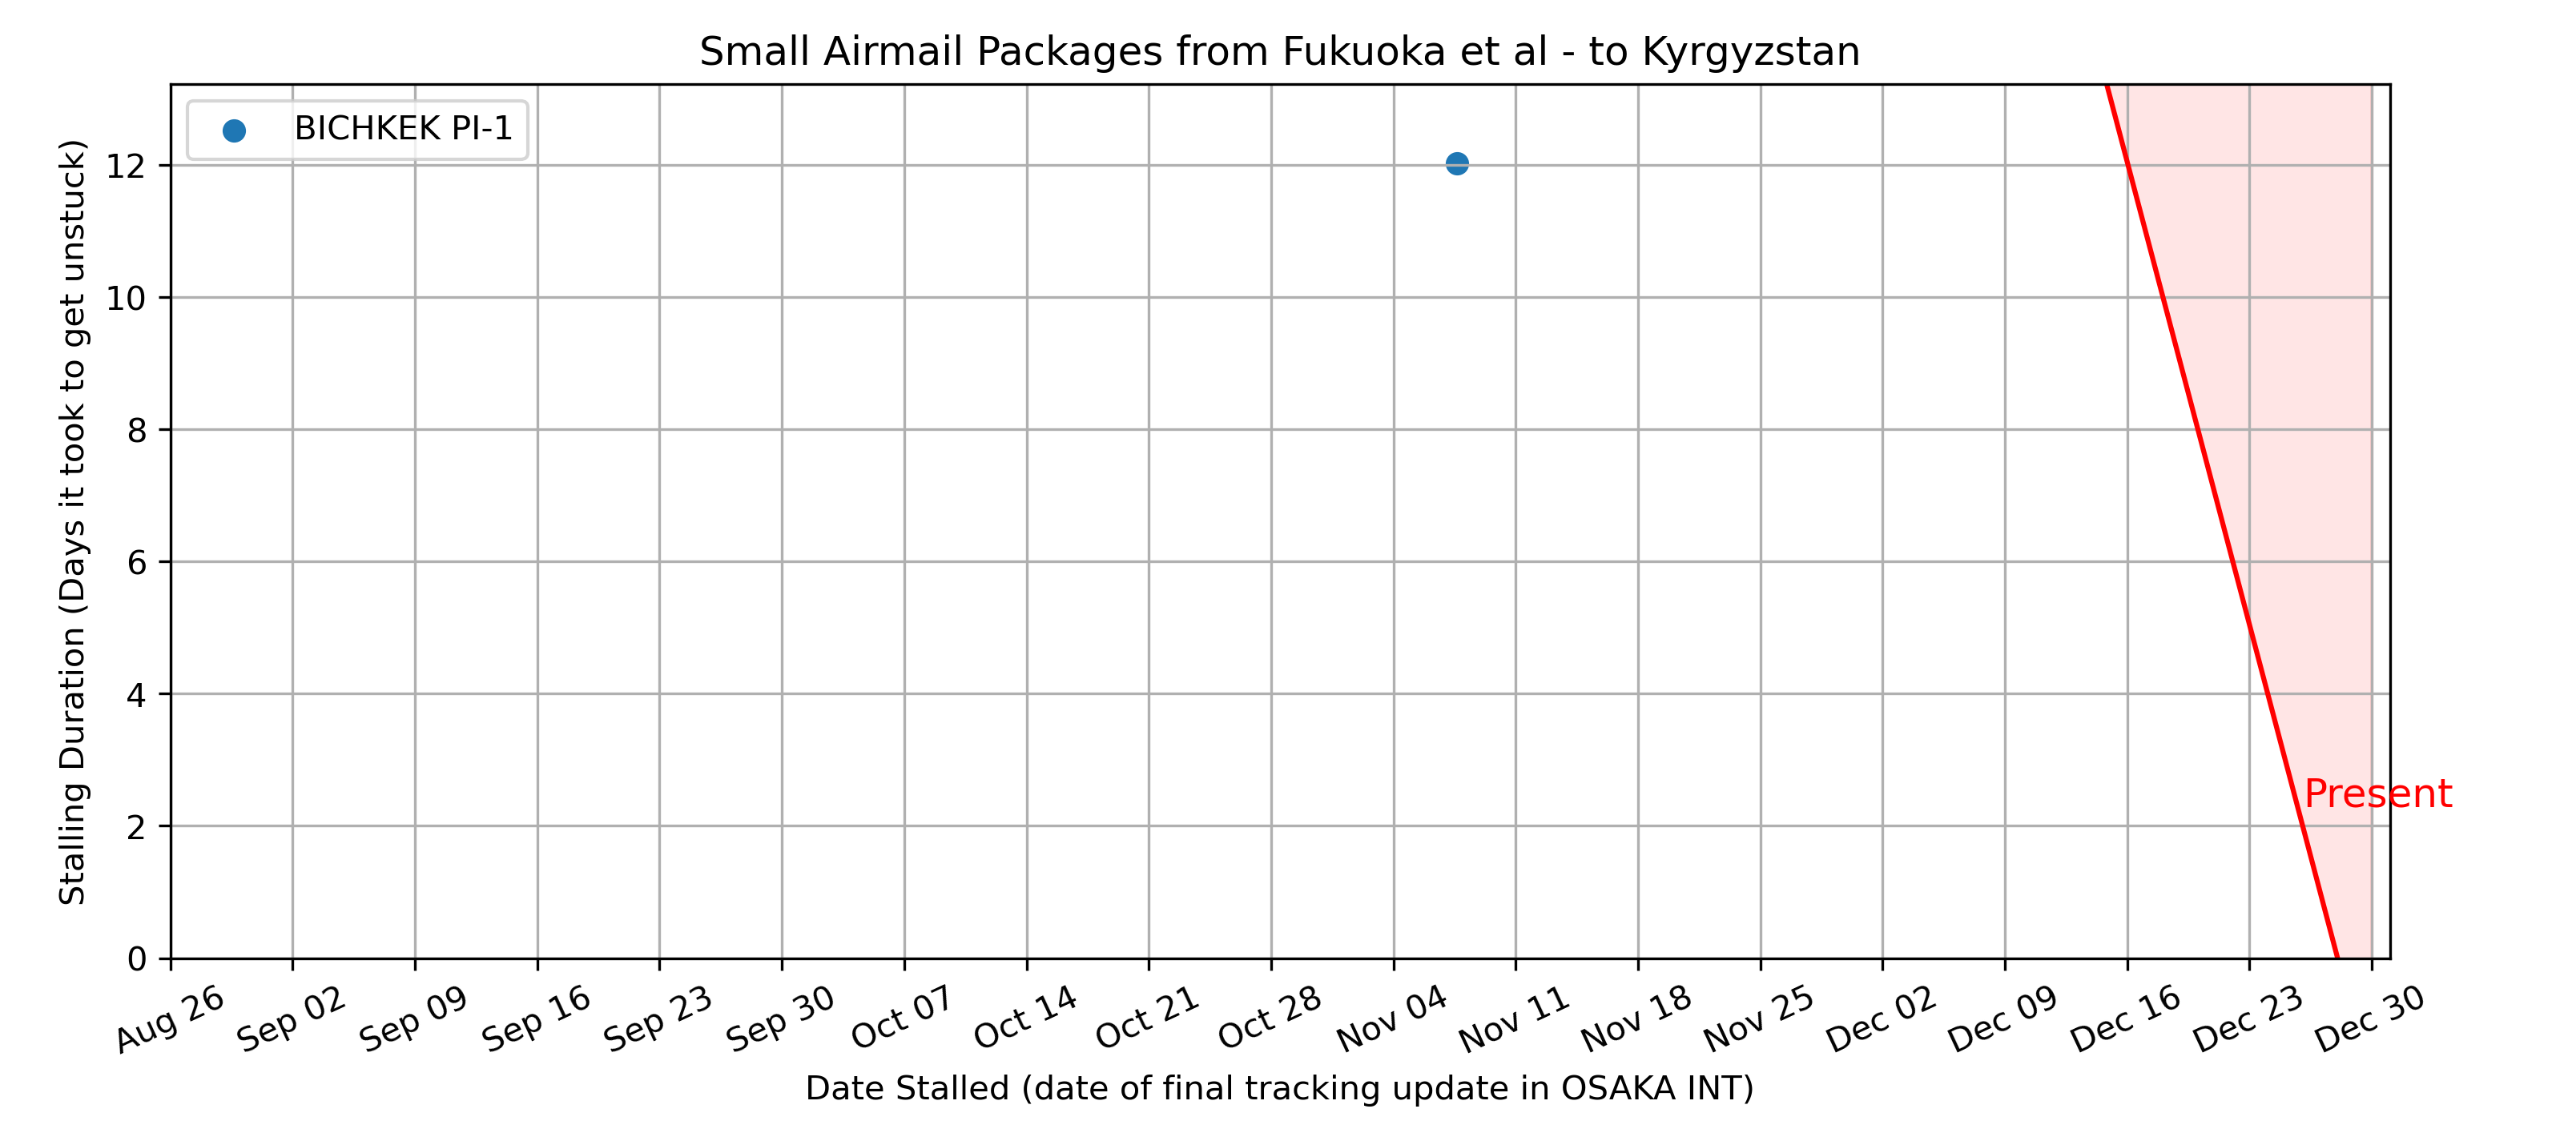 Small Airmail Packages from Fukuoka et al - to Kyrgyzstan
BICHKEK PI-1
Stalling Duration (Days it took to get unstuck)
12
10
8
6
4
2
0
Present
Aug 26 Sep 02 Sep 09 Sep 16 Sep 23 Sep 30 Oct 07 Oct 14 Oct 21 Oct 28 Nov 04 Nov 11 Nov 18 Nov 25 Dec 02 Dec 09 Dec 16 Dec 23 Dec 30
Date Stalled (date of final tracking update in OSAKA INT)